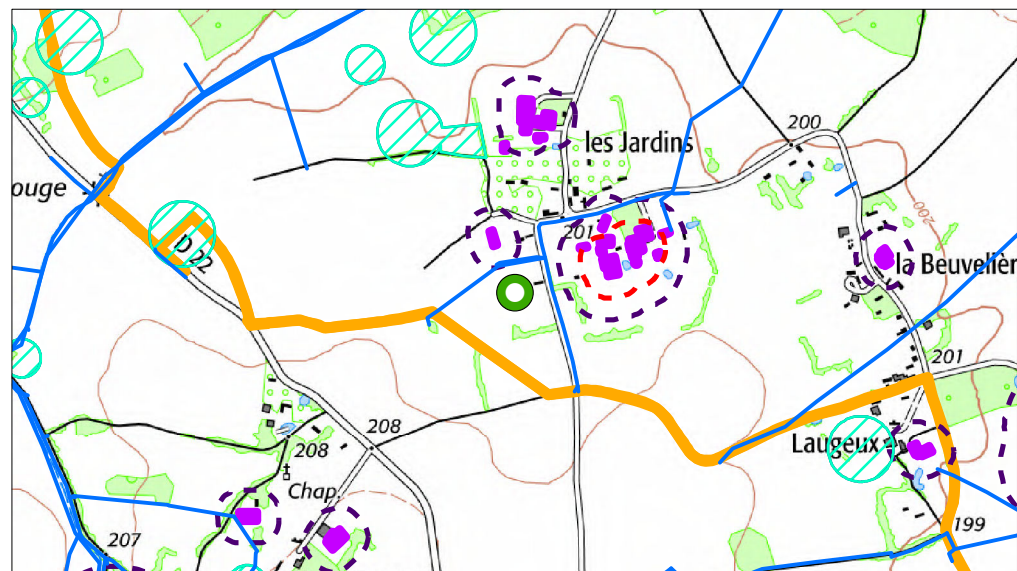 200
les Jardins
ouge
200
201
D 22
la Beuvelièr
201
208
Laugeux
208
Chap.
199
207